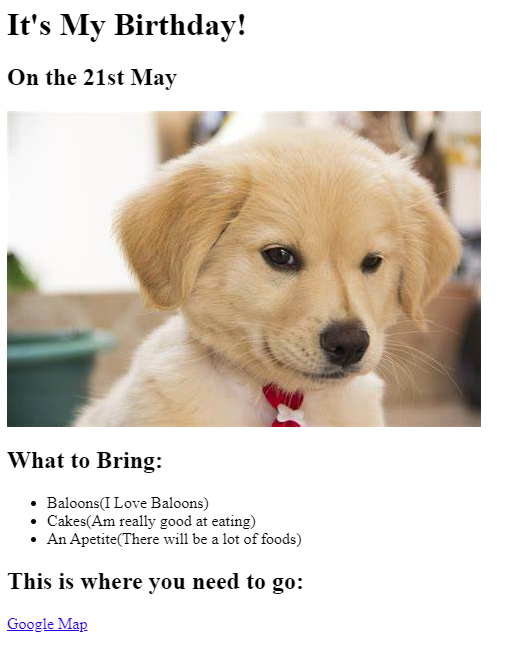 It's My Birthday!
On the 21st May
What to Bring:
Baloons(I Love Baloons)
Cakes(Am really good at eating)
An Apetite(There will be a lot of foods)
This is where you need to go:
Google Map